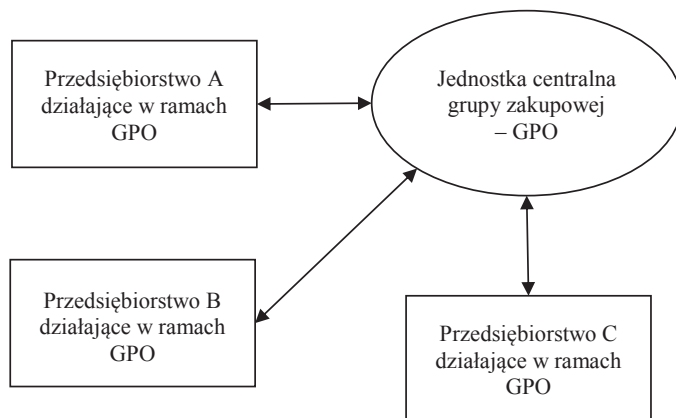 Przedsiębiorstwo A
działające w ramach
GPO
Jednostka centralna
grupy zakupowej
– GPO
Przedsiębiorstwo B
działające w ramach
GPO
Przedsiębiorstwo C
działające w ramach
GPO